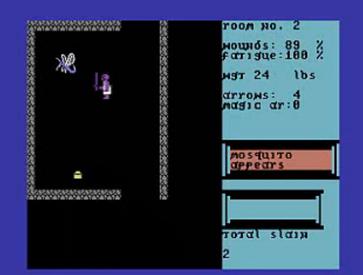 room no. 2
wounds: 89 %
fatigue:100 %
wgt 24 lbs
arrows: 4
magic ar:0
mosquito
appears
total slain
2